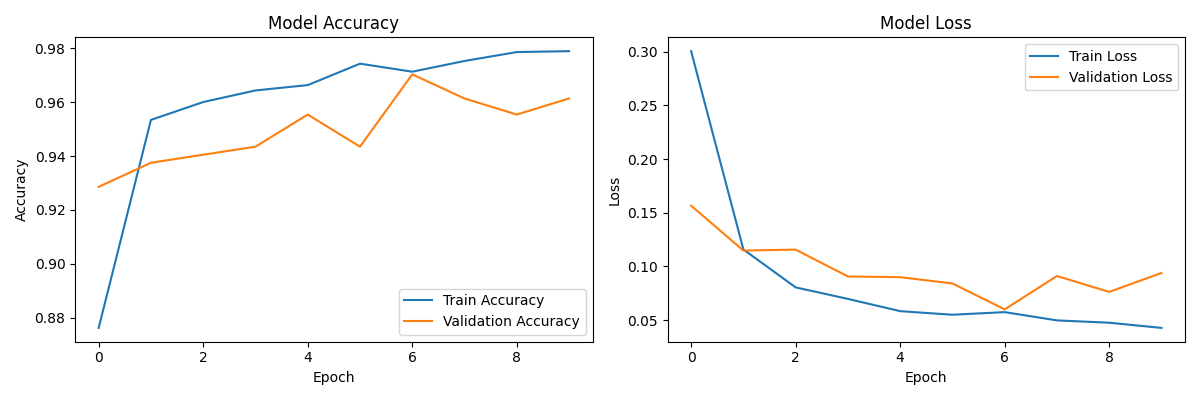 Model Accuracy
Accuracy
0.98
0.96
0.94
0.92
0.90
0.88
Train Accuracy
Validation Accuracy
0 2 4 6 8
Epoch
Model Loss
Loss
0.30
0.25
0.20
0.15
0.10
0.05
Train Loss
Validation Loss
0 2 4 6 8
Epoch